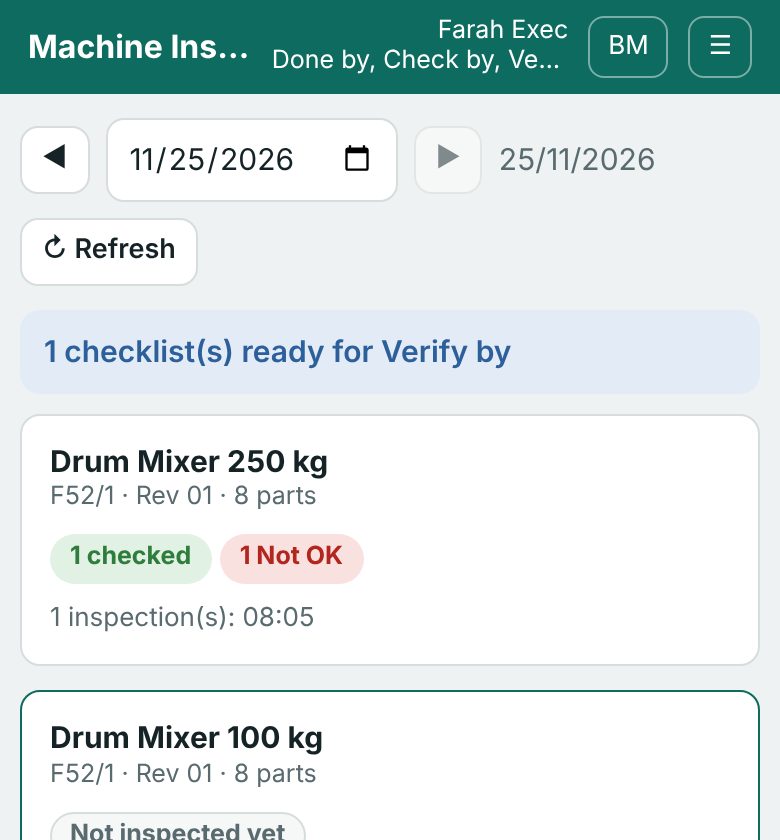 Machine Ins...
Farah Exec
Done by, Check by, Ve...
BM
☰
◀ 11/25/2026 ▶ 25/11/2026
↻ Refresh
1 checklist(s) ready for Verify by
Drum Mixer 250 kg
F52/1 · Rev 01 · 8 parts
1 checked 1 Not OK
1 inspection(s): 08:05
Drum Mixer 100 kg
F52/1 · Rev 01 · 8 parts
Not inspected yet